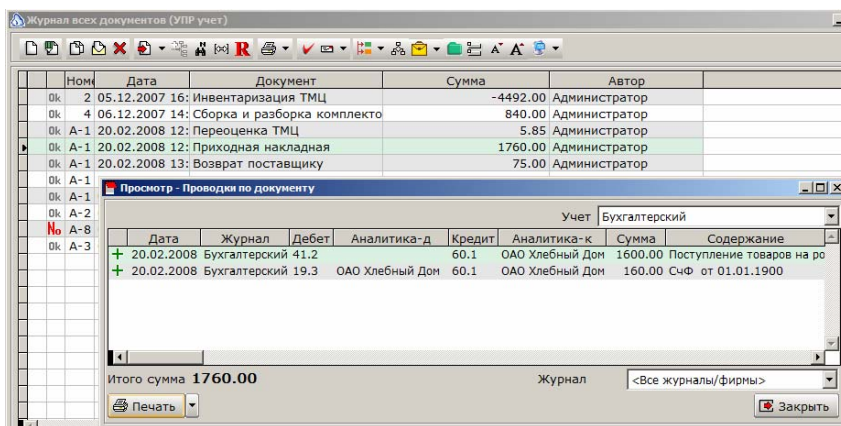 Журнал всех документов (УПР учет)
Номе Дата Документ Сумма Автор
0k 2 05.12.2007 16: Инвентаризация ТМЦ -4492.00 Администратор
0k 4 06.12.2007 14: Сборка и разборка комплекто 840.00 Администратор
0k А-1 20.02.2008 12: Переоценка ТМЦ 5.85 Администратор
0k А-1 20.02.2008 12: Приходная накладная 1760.00 Администратор
0k А-1 20.02.2008 13: Возврат поставщику 75.00 Администратор
0k А-1
0k А-1
0k А-2
No А-8
0k А-3
Просмотр - Проводки по документу
Учет Бухгалтерский
Дата Журнал Дебет Аналитика-д Кредит Аналитика-к Сумма Содержание
20.02.2008 Бухгалтерский 41.2 60.1 ОАО Хлебный Дом 1600.00 Поступление товаров на ро
20.02.2008 Бухгалтерский 19.3 ОАО Хлебный Дом 60.1 ОАО Хлебный Дом 160.00 СчФ от 01.01.1900
Итого сумма 1760.00 Журнал <Все журналы/фирмы>
Печать Закрыть